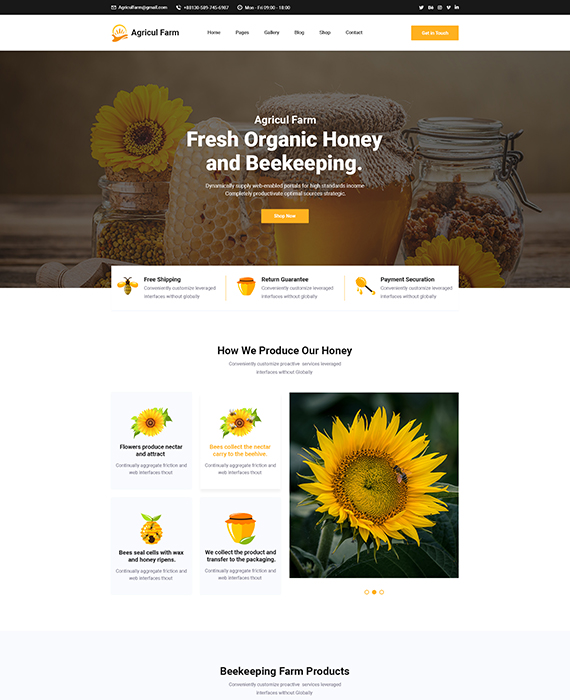 Agriculfarm@gmail.com
+88130-589-745-6987
Mon - Fri 09:00 - 18:00
Agricul Farm
Home
Pages
Gallery
Blog
Shop
Contact
Get In Touch
Agricul Farm
Fresh Organic Honey
and Beekeeping.
Dynamically supply web-enabled portals for high standards income
Completely productivate optimal sources strategic.
Shop Now
Free Shipping
Conveniently customize leveraged
interfaces without globally
Return Guarantee
Conveniently customize leveraged
interfaces without globally
Payment Securation
Conveniently customize leveraged
interfaces without globally
How We Produce Our Honey
Conveniently customize proactive services leveraged
interfaces without Globally
Flowers produce nectar
and attract
Continually aggregate friction and
web interfaces thout
Bees collect the nectar
carry to the beehive.
Continually aggregate friction and
web interfaces thout
Bees seal cells with wax
and honey ripens.
Continually aggregate friction and
web interfaces thout
We collect the product and
transfer to the packaging.
Continually aggregate friction and
web interfaces thout
Beekeeping Farm Products
Conveniently customize proactive services leveraged
interfaces without Globally